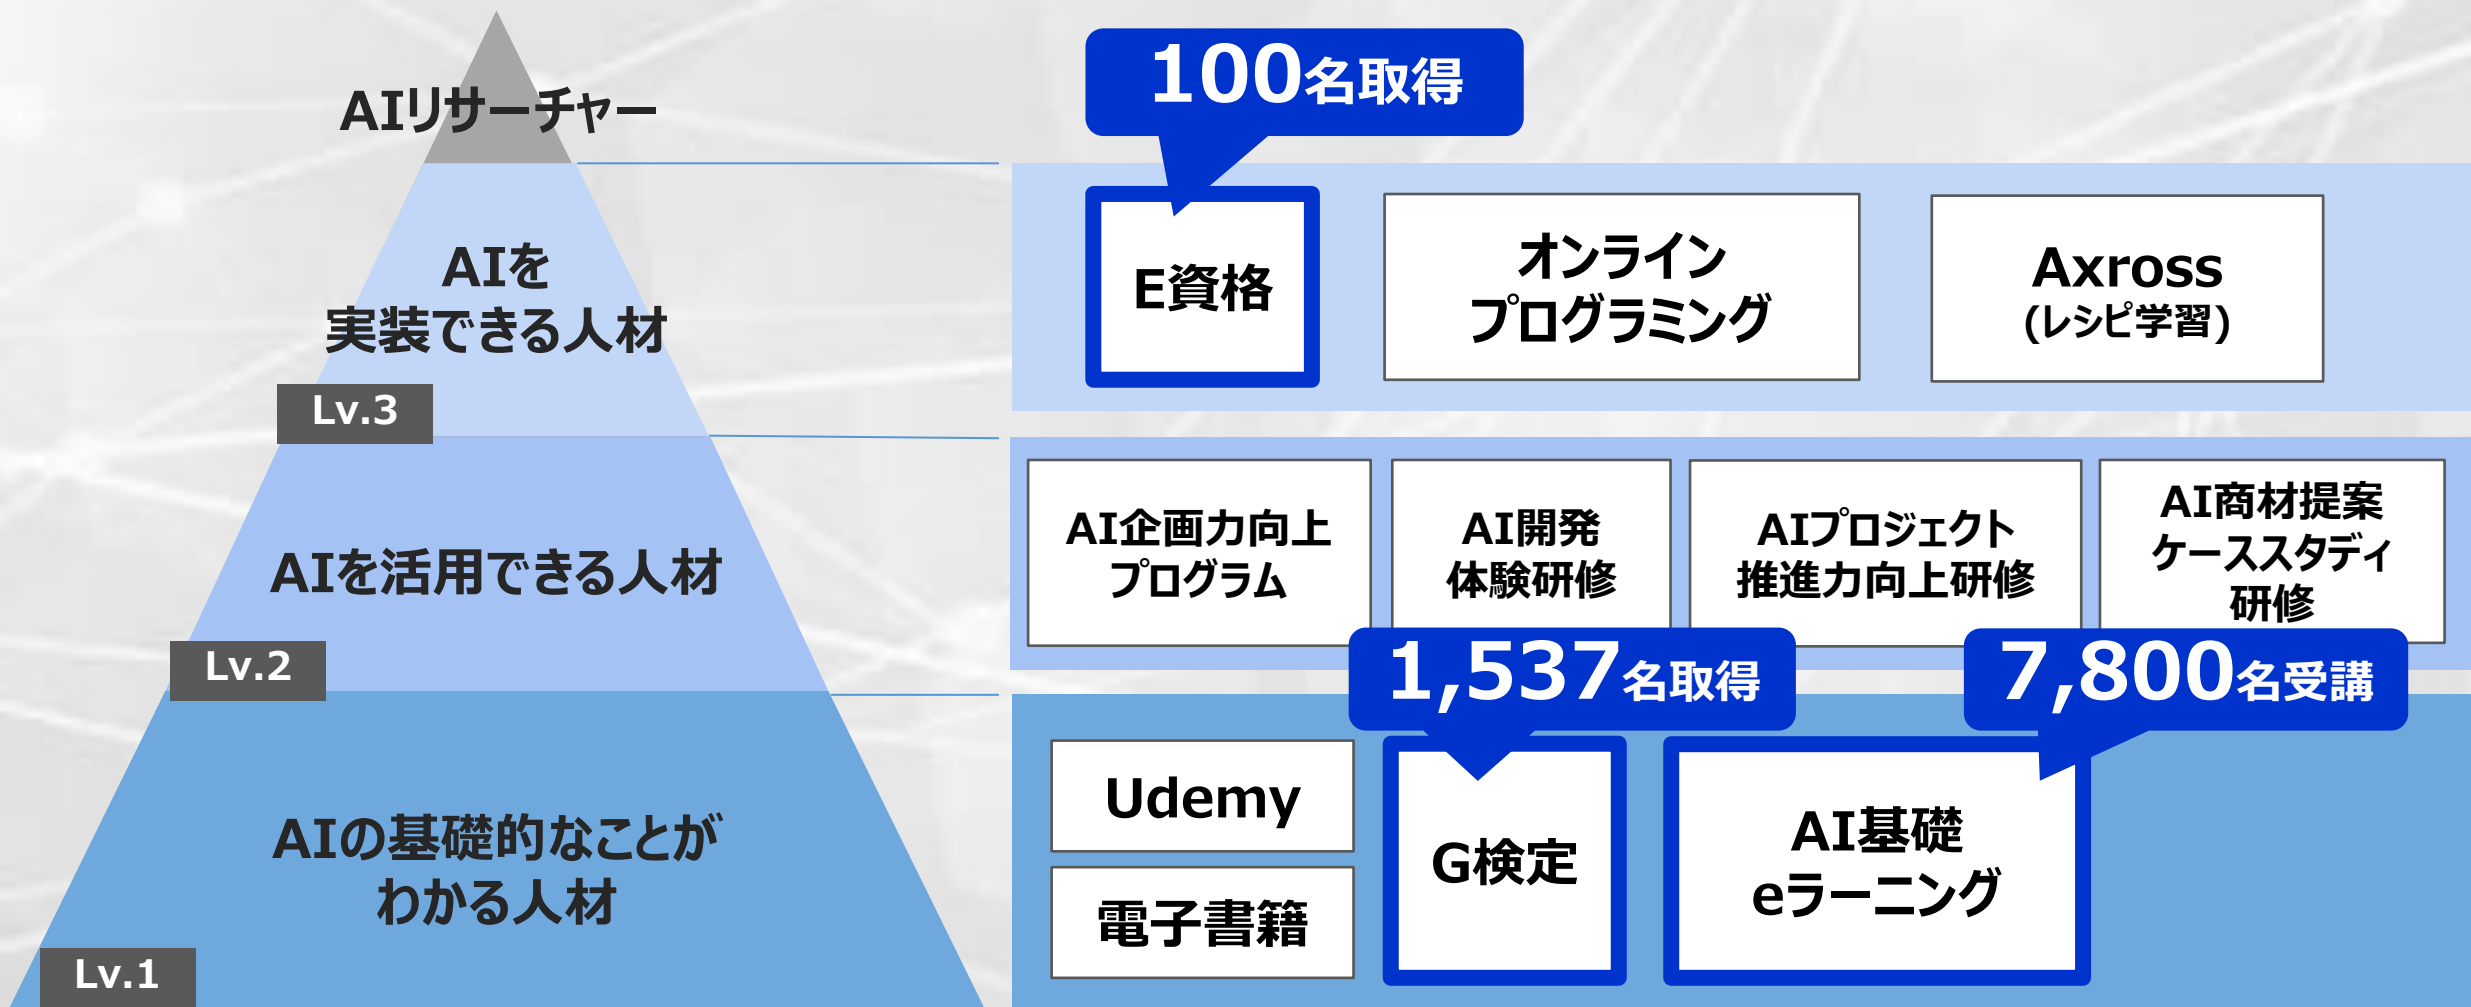 AIリサーチャー
AIを
実装できる人材
Lv.3
AIを活用できる人材
Lv.2
AIの基礎的なことが
わかる人材
Lv.1
100名取得
E資格
オンライン
プログラミング
Axross
(レシピ学習)
AI企画力向上
プログラム
AI開発
体験研修
AIプロジェクト
推進力向上研修
AI商材提案
ケーススタディ
研修
1,537名取得
7,800名受講
Udemy
電子書籍
G検定
AI基礎
eラーニング